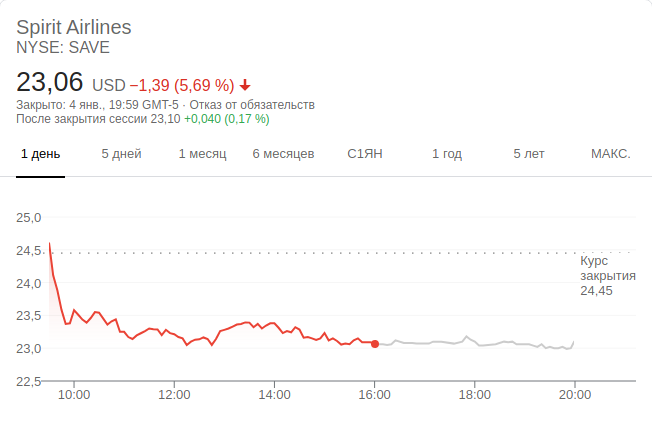 Spirit Airlines
NYSE: SAVE
23,06 USD −1,39 (5,69 %)
Закрыто: 4 янв., 19:59 GMT-5 · Отказ от обязательств
После закрытия сессии 23,10 +0,040 (0,17 %)
1 день 5 дней 1 месяц 6 месяцев С1ЯН 1 год 5 лет МАКС.
25,0
24,5
Курс
закрытия
24,45
24,0
23,5
23,0
22,5
10:00 12:00 14:00 16:00 18:00 20:00